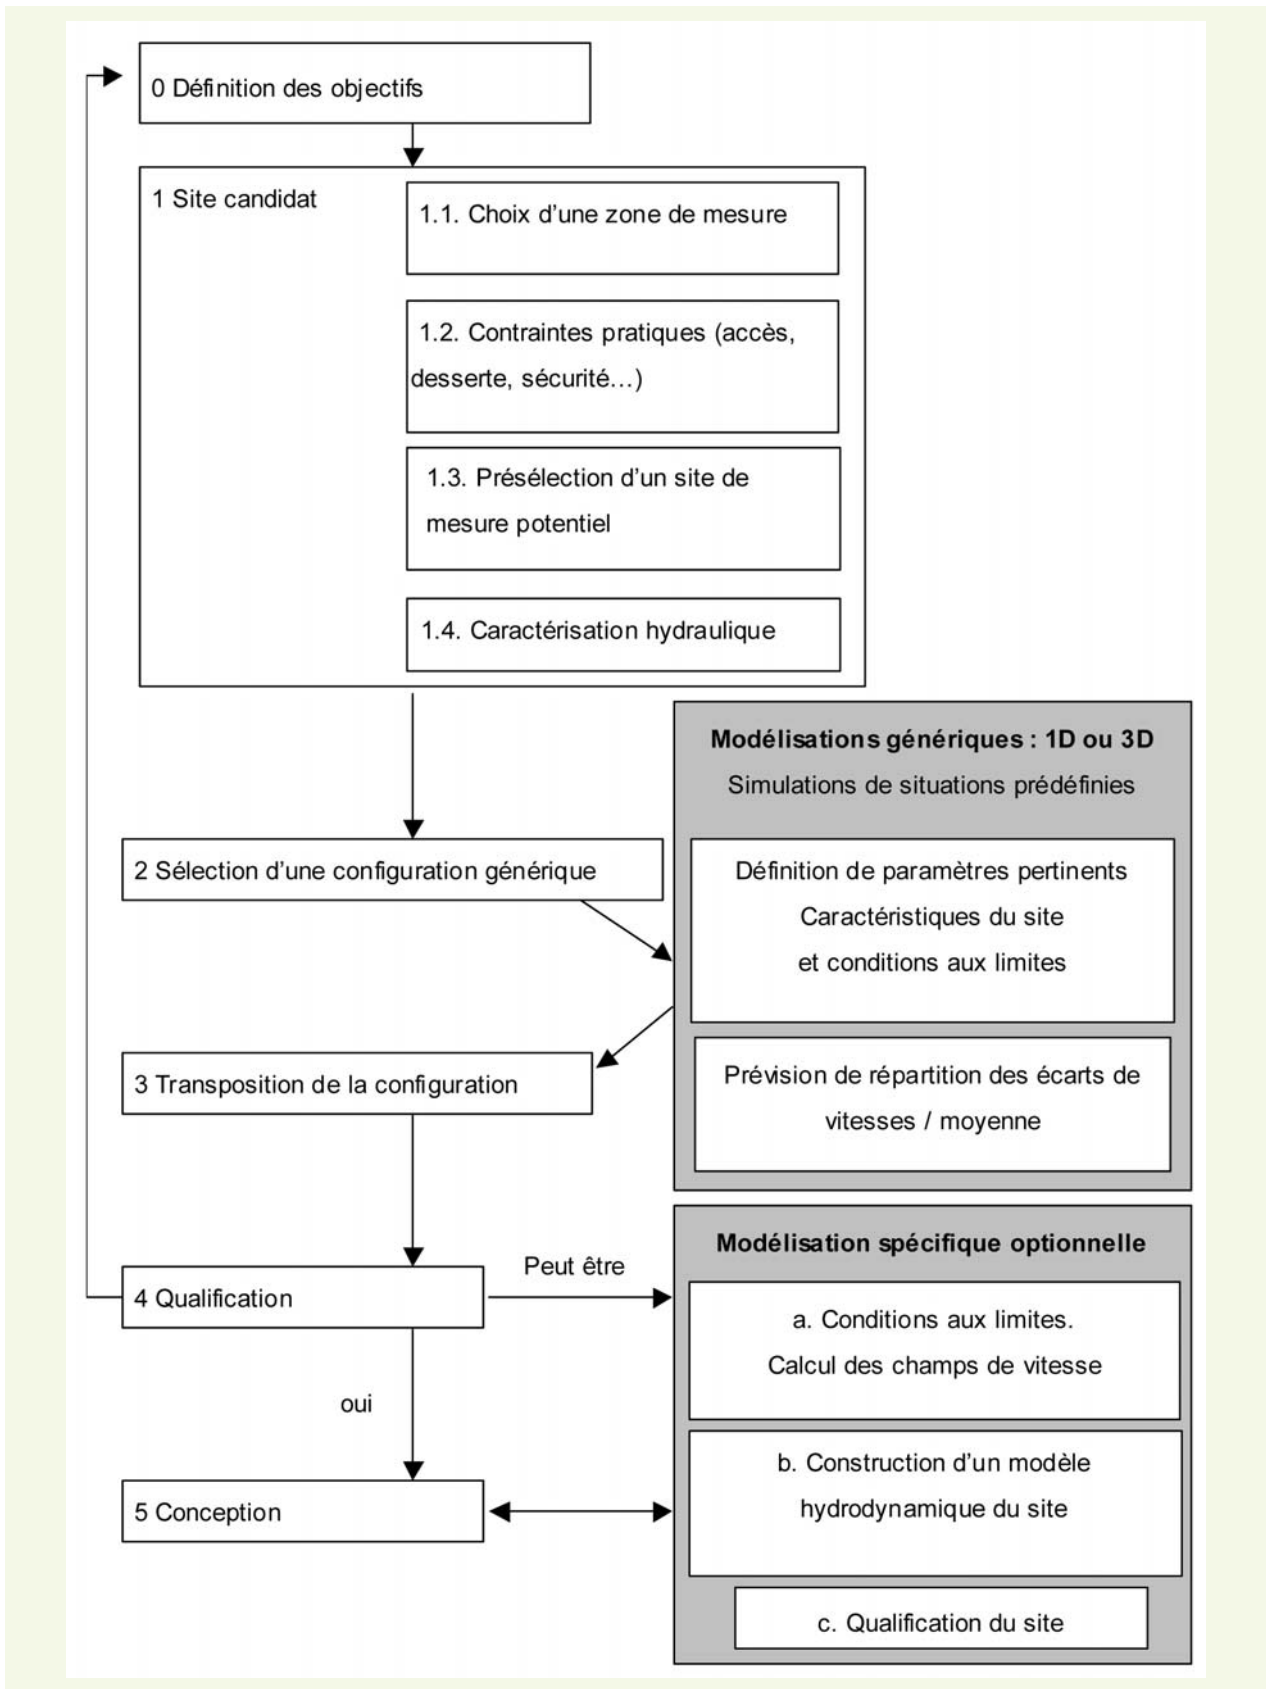 0 Définition des objectifs
1 Site candidat
1.1. Choix d’une zone de mesure
1.2. Contraintes pratiques (accès,
desserte, sécurité…)
1.3. Présélection d’un site de
mesure potentiel
1.4. Caractérisation hydraulique
Modélisations génériques : 1D ou 3D
Simulations de situations prédéfinies
2 Sélection d’une configuration générique
Définition de paramètres pertinents
Caractéristiques du site
et conditions aux limites
3 Transposition de la configuration
Prévision de répartition des écarts de
vitesses / moyenne
Modélisation spécifique optionnelle
4 Qualification
Peut être
a. Conditions aux limites.
Calcul des champs de vitesse
oui
b. Construction d’un modèle
hydrodynamique du site
5 Conception
c. Qualification du site